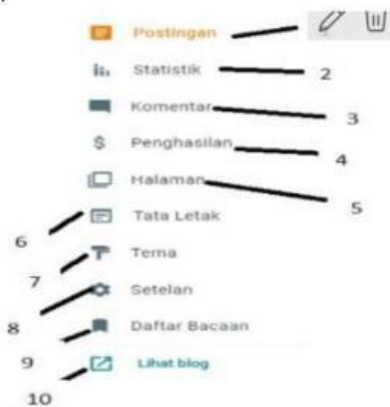 Postingan
Statistik 2
Komentar 3
Penghasilan 4
Halaman 5
6 Tata Letak
7 Tema
8 Setelan
9 Daftar Bacaan
10 Lihat blog